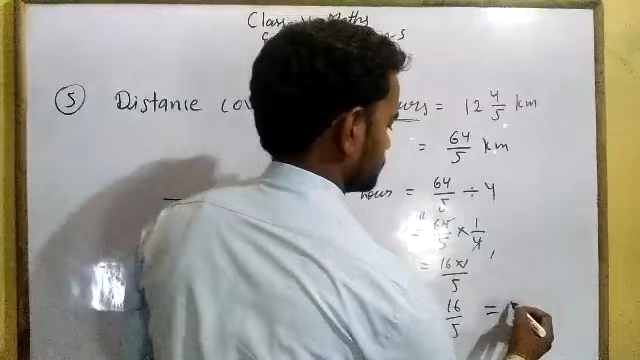 Class- Maths
5 Distance cov ours = 12 4/5 km
= 64/5 km
hours = 64/5 ÷ 4
= 64/5 × 1/4
= 16×1/5
16/5 =